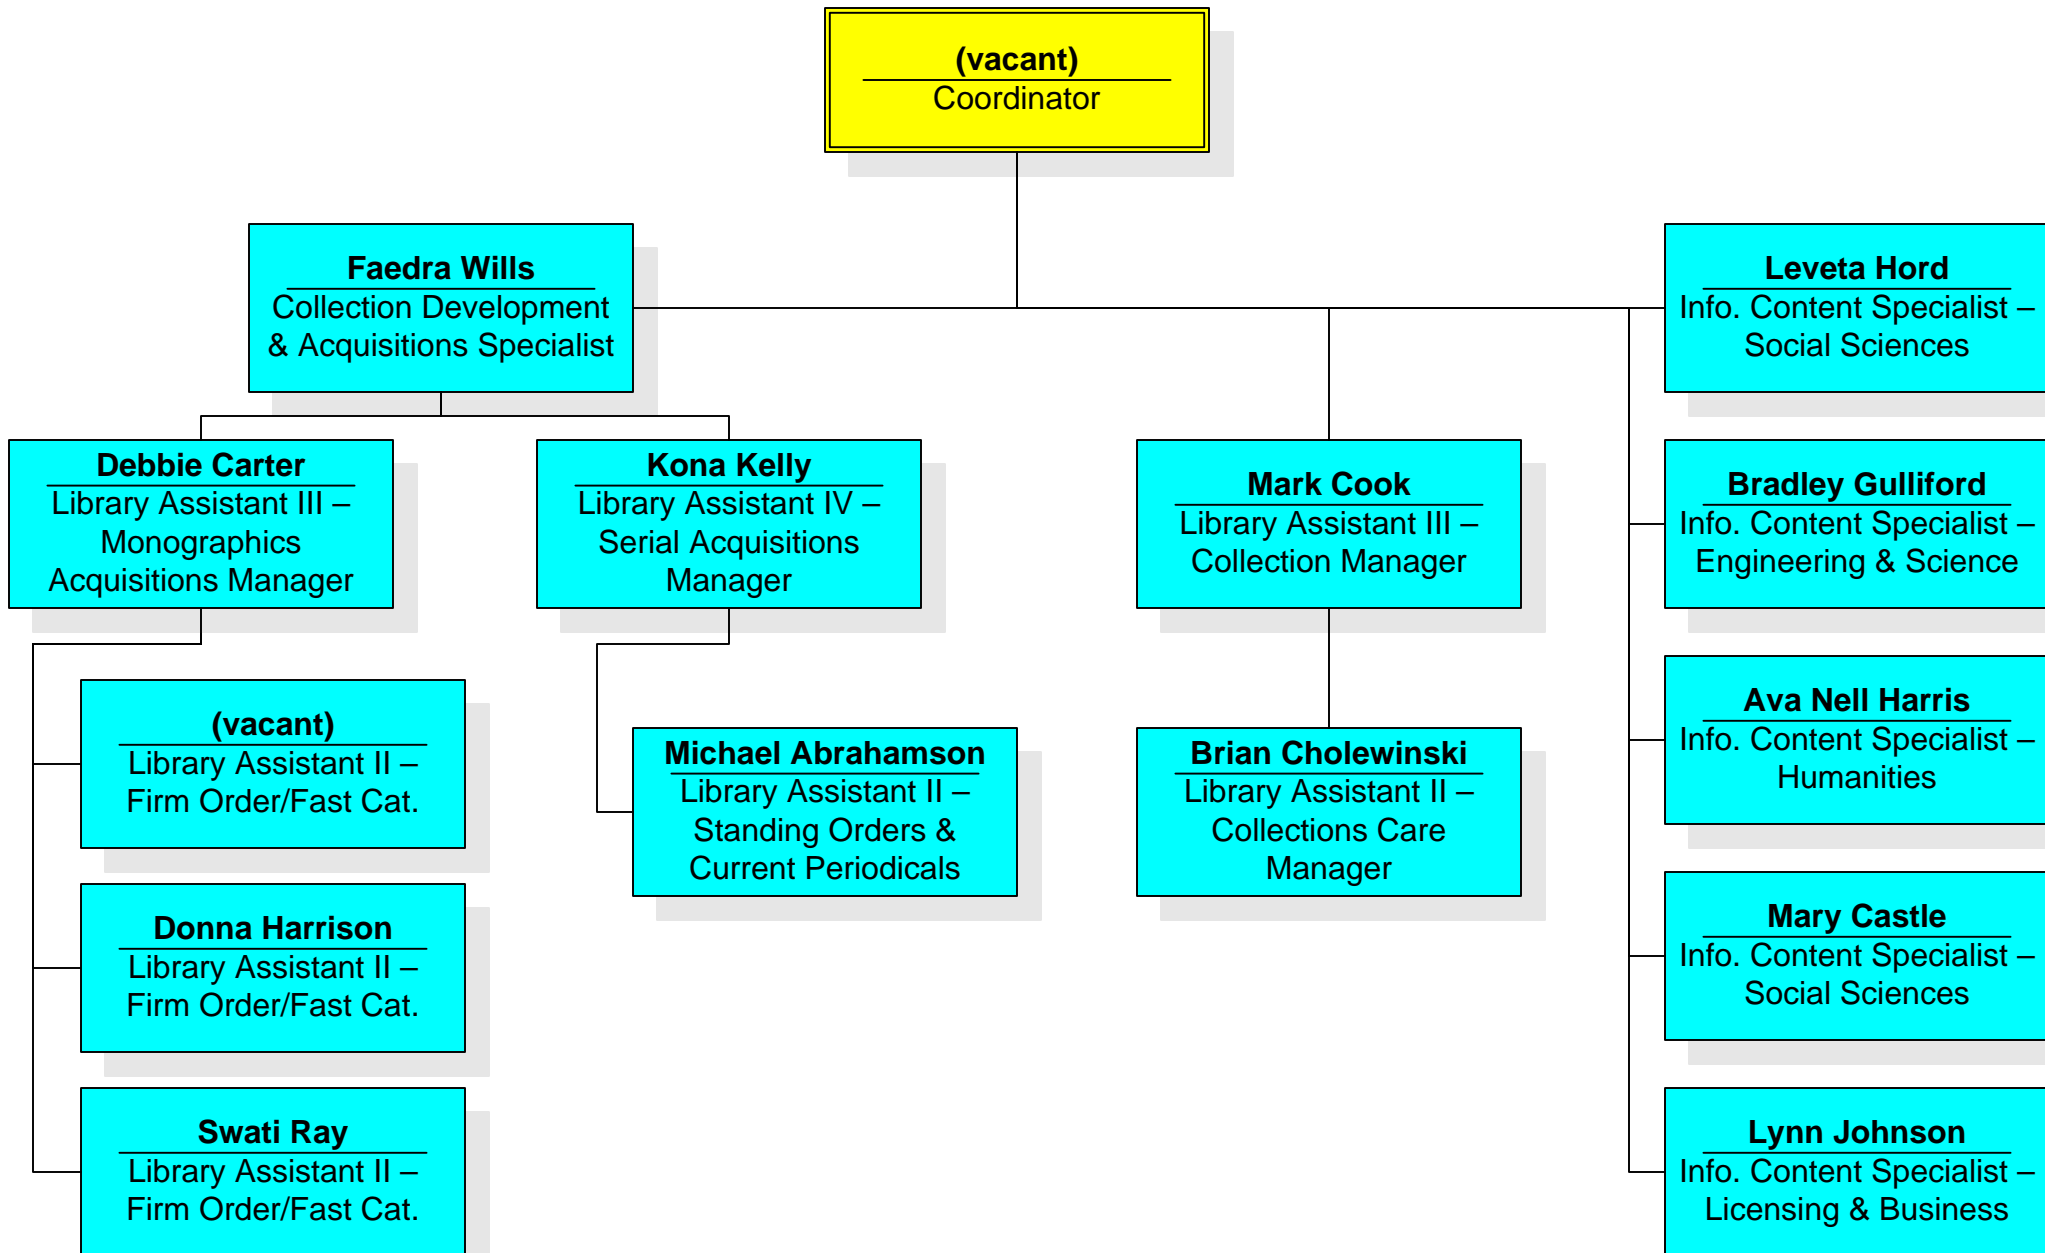 (vacant)
Coordinator
Faedra Wills
Collection Development
& Acquisitions Specialist
Leveta Hord
Info. Content Specialist –
Social Sciences
Debbie Carter
Library Assistant III –
Monographics
Acquisitions Manager
Kona Kelly
Library Assistant IV –
Serial Acquisitions
Manager
Mark Cook
Library Assistant III –
Collection Manager
Bradley Gulliford
Info. Content Specialist –
Engineering & Science
(vacant)
Library Assistant II –
Firm Order/Fast Cat.
Michael Abrahamson
Library Assistant II –
Standing Orders &
Current Periodicals
Brian Cholewinski
Library Assistant II –
Collections Care
Manager
Ava Nell Harris
Info. Content Specialist –
Humanities
Donna Harrison
Library Assistant II –
Firm Order/Fast Cat.
Mary Castle
Info. Content Specialist –
Social Sciences
Swati Ray
Library Assistant II –
Firm Order/Fast Cat.
Lynn Johnson
Info. Content Specialist –
Licensing & Business